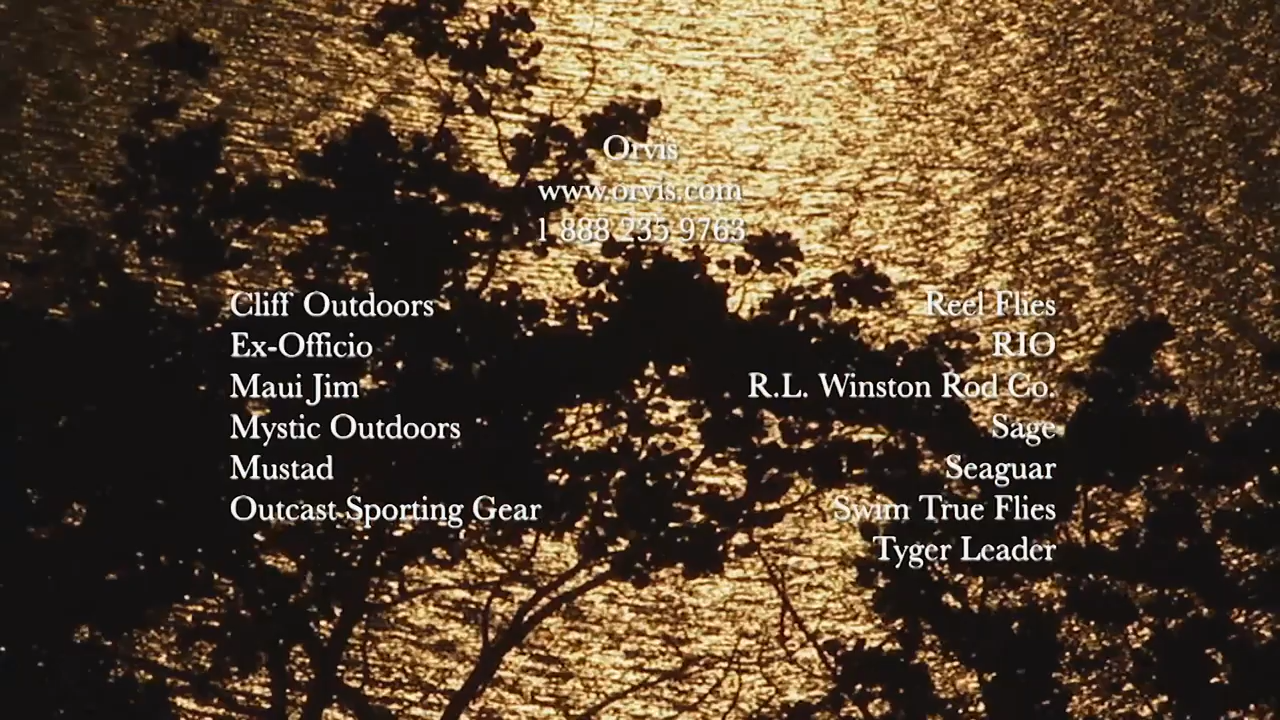 Orvis
www.orvis.com
1 888 235 9763
Cliff Outdoors
Ex-Officio
Maui Jim
Mystic Outdoors
Mustad
Outcast Sporting Gear
Reel Flies
RIO
R.L. Winston Rod Co.
Sage
Seaguar
Swim True Flies
Tyger Leader